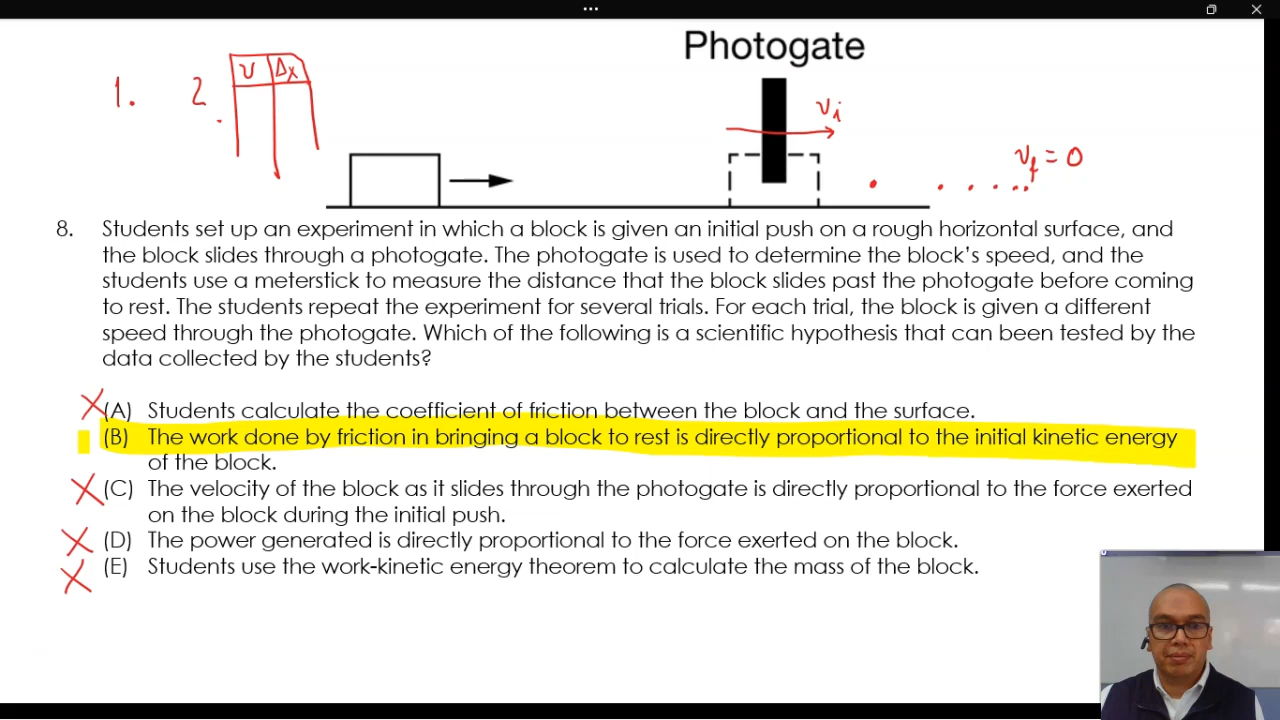 Photogate
1. 2. v Δx
vi
vf = 0
8. Students set up an experiment in which a block is given an initial push on a rough horizontal surface, and
the block slides through a photogate. The photogate is used to determine the block's speed, and the
students use a meterstick to measure the distance that the block slides past the photogate before coming
to rest. The students repeat the experiment for several trials. For each trial, the block is given a different
speed through the photogate. Which of the following is a scientific hypothesis that can been tested by the
data collected by the students?
(A) Students calculate the coefficient of friction between the block and the surface.
(B) The work done by friction in bringing a block to rest is directly proportional to the initial kinetic energy
of the block.
(C) The velocity of the block as it slides through the photogate is directly proportional to the force exerted
on the block during the initial push.
(D) The power generated is directly proportional to the force exerted on the block.
(E) Students use the work-kinetic energy theorem to calculate the mass of the block.